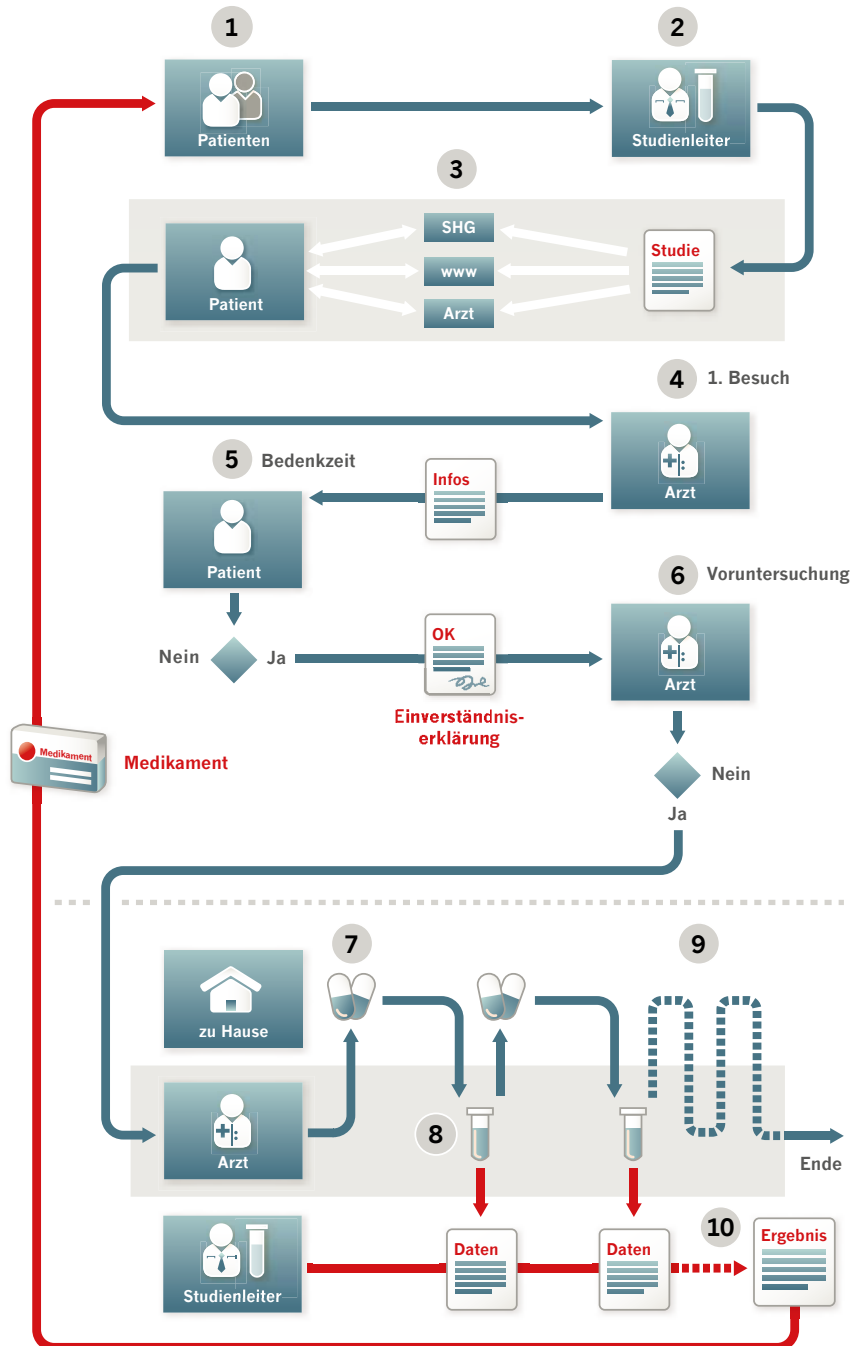 1
2
Patienten
Studienleiter
3
SHG
Studie
www
Patient
Arzt
4 1. Besuch
5 Bedenkzeit
Infos
Arzt
Patient
6 Voruntersuchung
OK
Nein Ja
Arzt
Einverständnis-
erklärung
Medikament
Medikament
Nein
Ja
7
9
zu Hause
8
Arzt
Ende
10
Daten
Daten
Ergebnis
Studienleiter